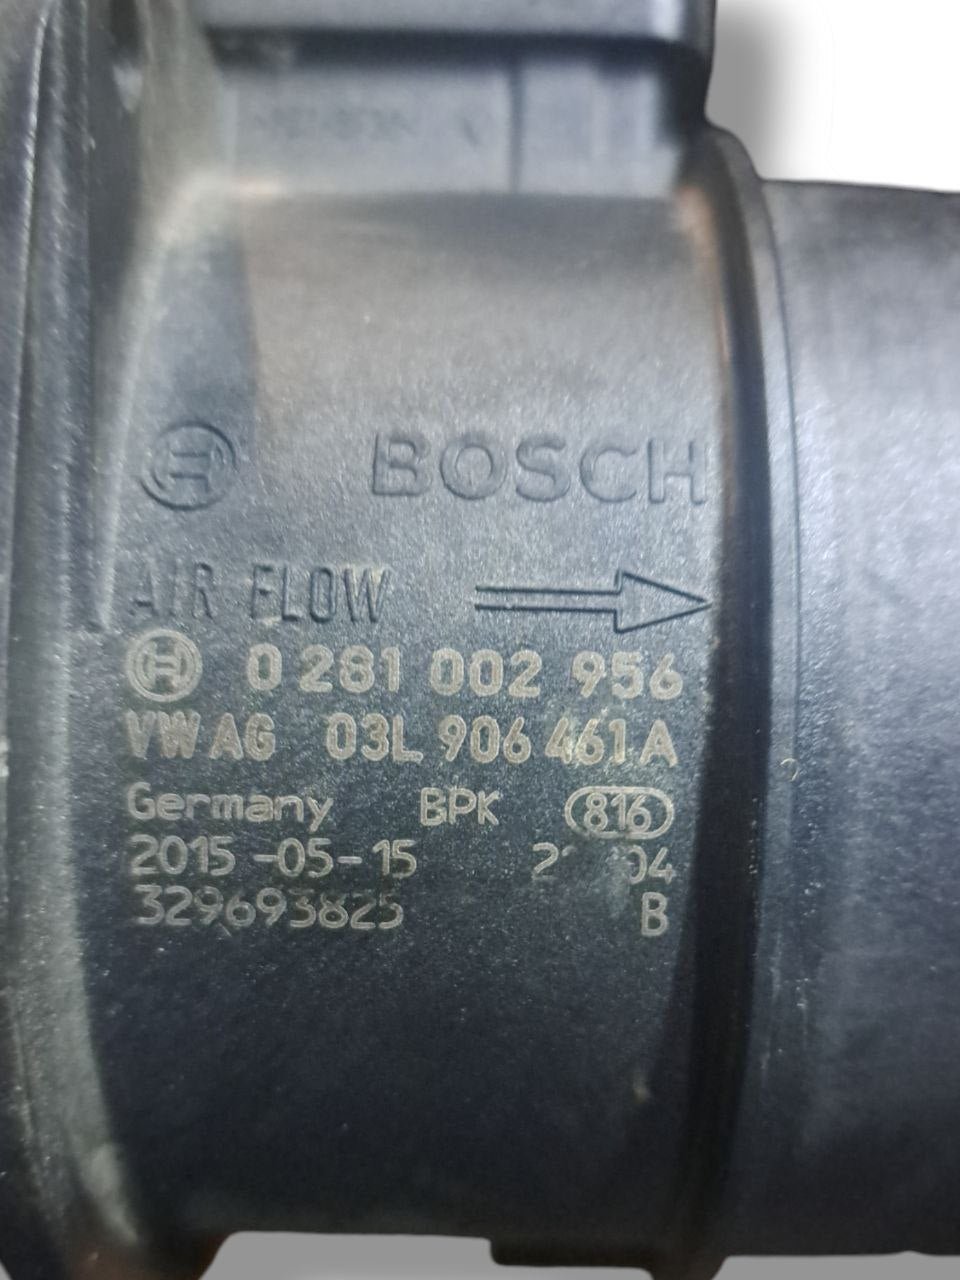 BOSCH
AIR FLOW
0 281 002 956
VW AG 03L 906 461 A
Germany BPK 816
2015-05-15
329693825 B